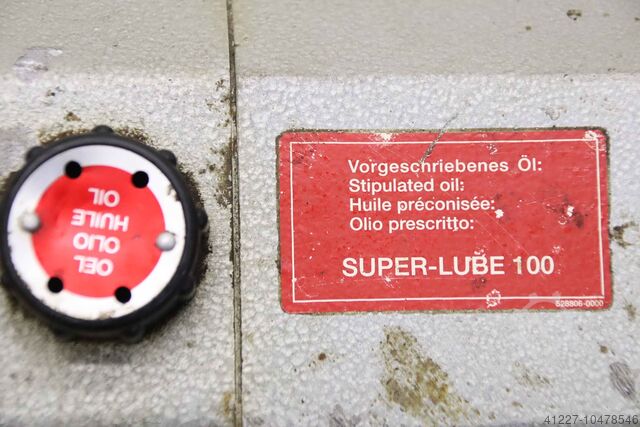 OEL
OLIO
HUILE
OIL
Vorgeschriebenes Öl:
Stipulated oil:
Huile préconisée:
Olio prescritto:
SUPER-LUBE 100
528806-0000
41227-10478546